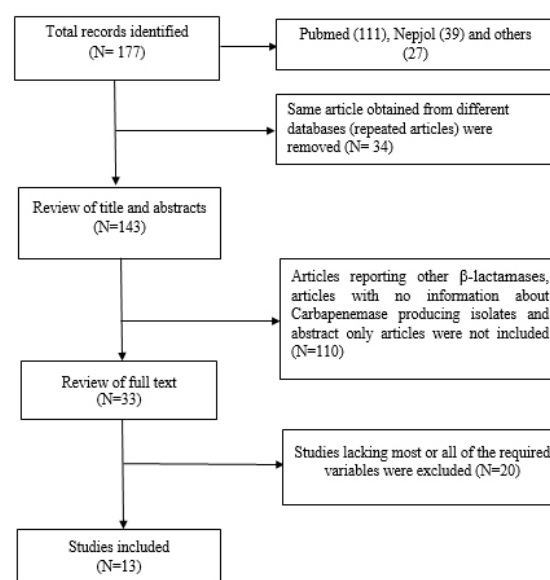 Total records identified
(N= 177)
Pubmed (111), Nepjol (39) and others
(27)
Same article obtained from different
databases (repeated articles) were
removed (N= 34)
Review of title and abstracts
(N=143)
Articles reporting other β-lactamases,
articles with no information about
Carbapenemase producing isolates and
abstract only articles were not included
(N=110)
Review of full text
(N=33)
Studies lacking most or all of the required
variables were excluded (N=20)
Studies included
(N=13)